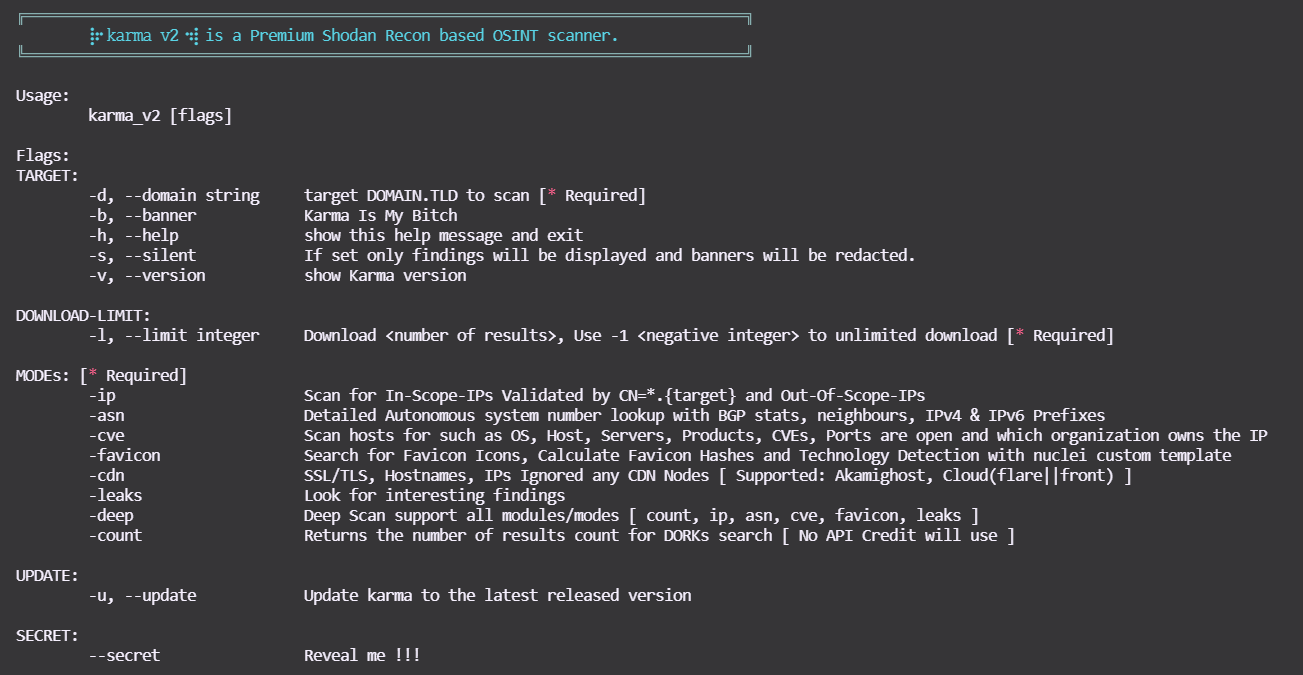 ⡷ karma v2 ⢾ is a Premium Shodan Recon based OSINT scanner.
Usage:
karma_v2 [flags]
Flags:
TARGET:
-d, --domain string target DOMAIN.TLD to scan [* Required]
-b, --banner Karma Is My Bitch
-h, --help show this help message and exit
-s, --silent If set only findings will be displayed and banners will be redacted.
-v, --version show Karma version
DOWNLOAD-LIMIT:
-l, --limit integer Download <number of results>, Use -1 <negative integer> to unlimited download [* Required]
MODEs: [* Required]
-ip Scan for In-Scope-IPs Validated by CN=*.{target} and Out-Of-Scope-IPs
-asn Detailed Autonomous system number lookup with BGP stats, neighbours, IPv4 & IPv6 Prefixes
-cve Scan hosts for such as OS, Host, Servers, Products, CVEs, Ports are open and which organization owns the IP
-favicon Search for Favicon Icons, Calculate Favicon Hashes and Technology Detection with nuclei custom template
-cdn SSL/TLS, Hostnames, IPs Ignored any CDN Nodes [ Supported: Akamighost, Cloud(flare||front) ]
-leaks Look for interesting findings
-deep Deep Scan support all modules/modes [ count, ip, asn, cve, favicon, leaks ]
-count Returns the number of results count for DORKs search [ No API Credit will use ]
UPDATE:
-u, --update Update karma to the latest released version
SECRET:
--secret Reveal me !!!